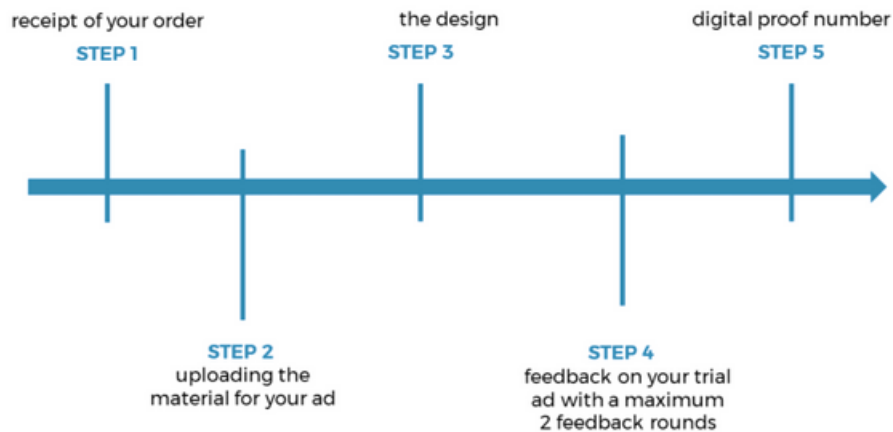 receipt of your order
STEP 1
the design
STEP 3
digital proof number
STEP 5
STEP 2
uploading the
material for your ad
STEP 4
feedback on your trial
ad with a maximum
2 feedback rounds